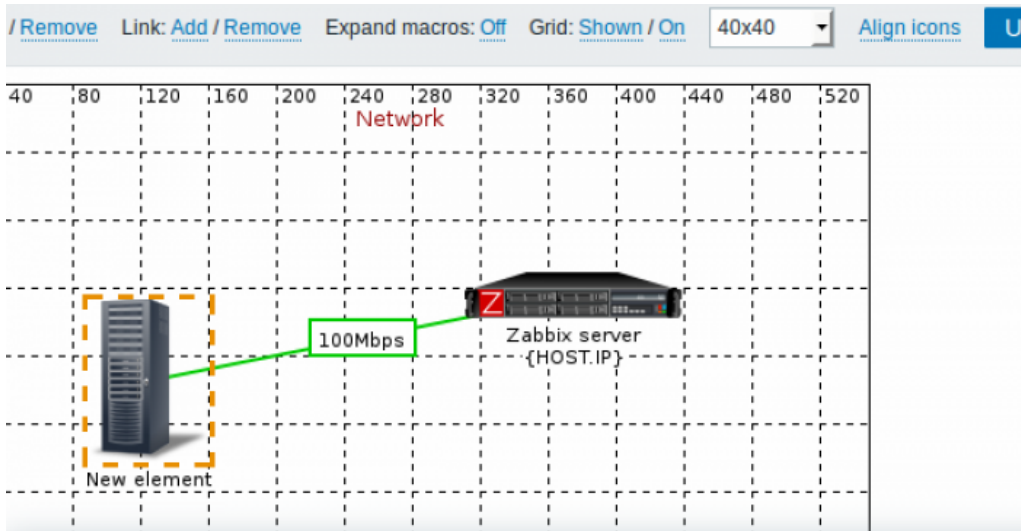 / Remove Link: Add / Remove Expand macros: Off Grid: Shown / On 40x40 Align icons U
40 80 120 160 200 240 280 320 360 400 440 480 520
Network
Z
100Mbps
Zabbix server
{HOST.IP}
New element